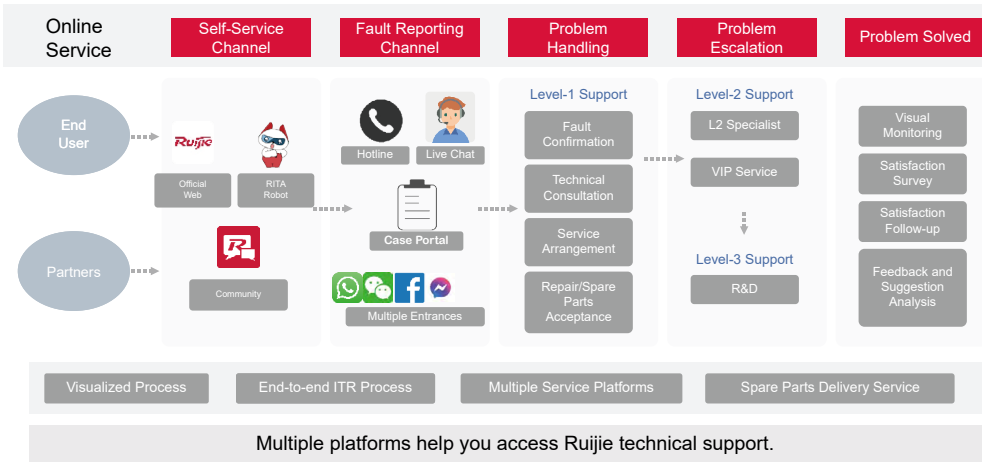 Online
Service
Self-Service
Channel
Fault Reporting
Channel
Problem
Handling
Problem
Escalation
Problem Solved
End
User
Partners
Ruijie
Official
Web
RITA
Robot
Community
Hotline
Live Chat
Case Portal
Multiple Entrances
Level-1 Support
Fault
Confirmation
Technical
Consultation
Service
Arrangement
Repair/Spare
Parts
Acceptance
Level-2 Support
L2 Specialist
VIP Service
Level-3 Support
R&D
Visual
Monitoring
Satisfaction
Survey
Satisfaction
Follow-up
Feedback and
Suggestion
Analysis
Visualized Process
End-to-end ITR Process
Multiple Service Platforms
Spare Parts Delivery Service
Multiple platforms help you access Ruijie technical support.